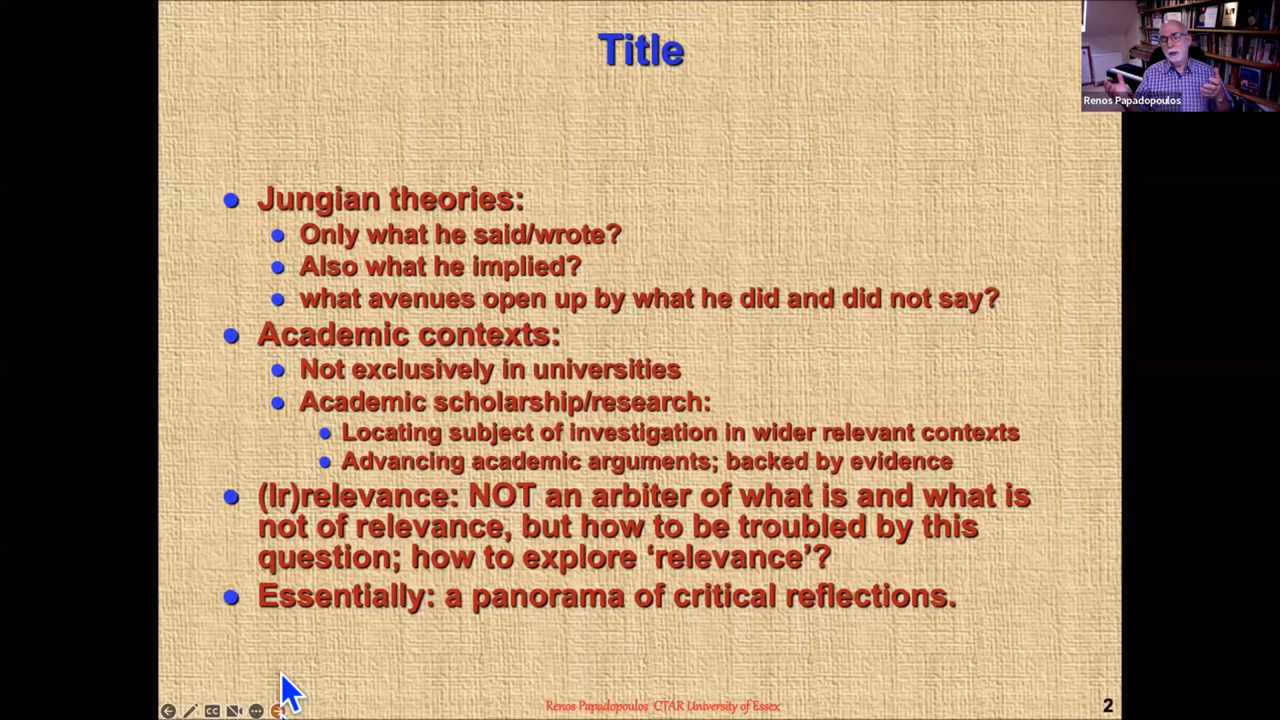 Title
Renos Papadopoulos
Jungian theories:
Only what he said/wrote?
Also what he implied?
what avenues open up by what he did and did not say?
Academic contexts:
Not exclusively in universities
Academic scholarship/research:
Locating subject of investigation in wider relevant contexts
Advancing academic arguments; backed by evidence
(Ir)relevance: NOT an arbiter of what is and what is
not of relevance, but how to be troubled by this
question; how to explore ‘relevance’?
Essentially: a panorama of critical reflections.
CC
Renos Papadopoulos CTAR University of Essex
2